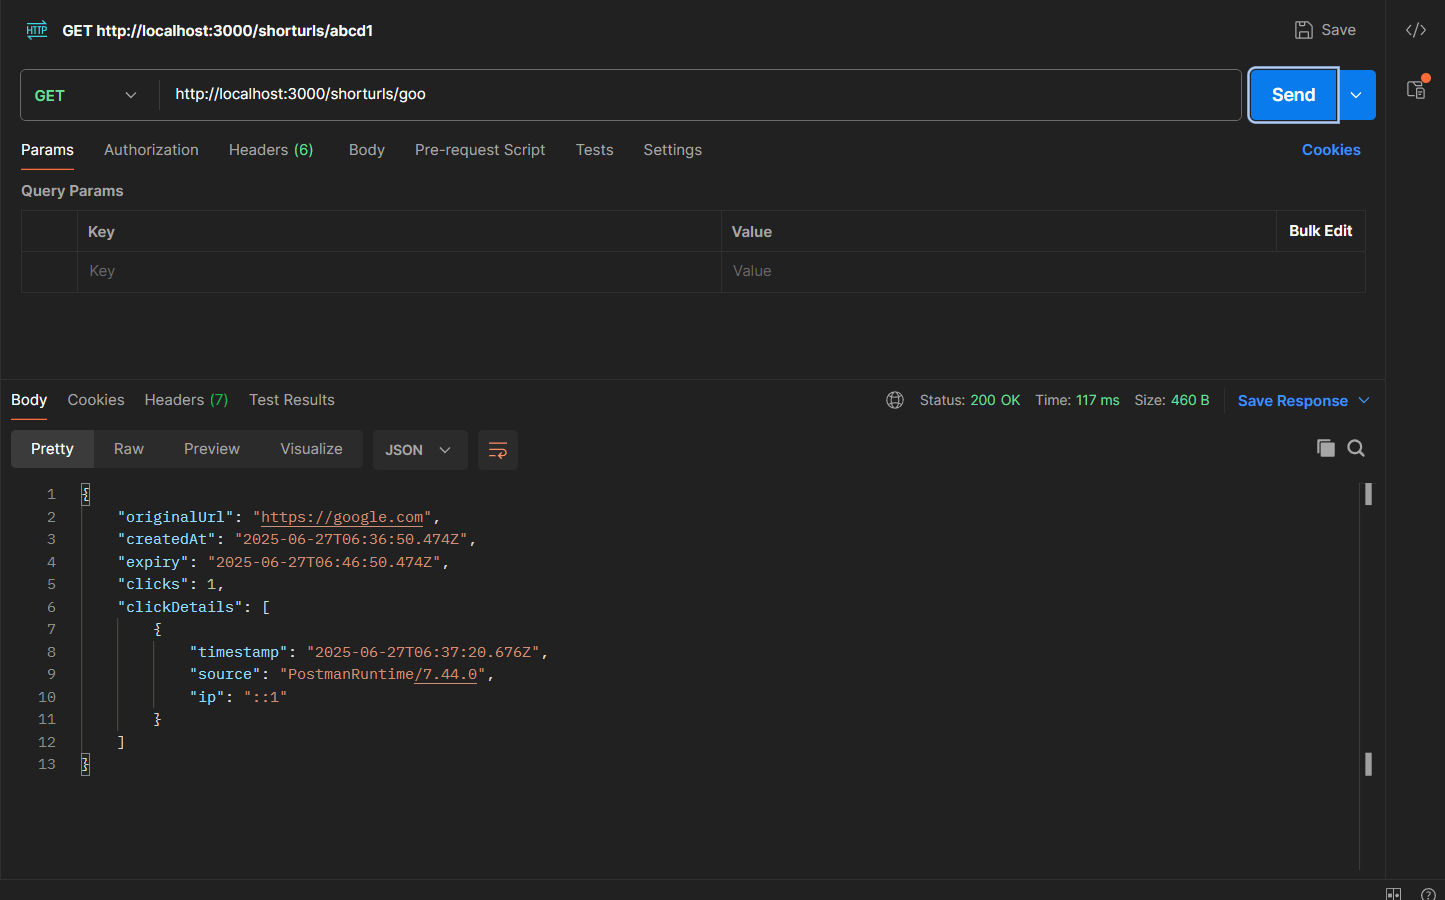 HTTP GET http://localhost:3000/shorturls/abcd1 Save
GET http://localhost:3000/shorturls/goo Send
Params Authorization Headers (6) Body Pre-request Script Tests Settings Cookies
Query Params
Key Value Bulk Edit
Key Value
Body Cookies Headers (7) Test Results Status: 200 OK Time: 117 ms Size: 460 B Save Response
Pretty Raw Preview Visualize JSON
1 {
2 "originalUrl": "https://google.com",
3 "createdAt": "2025-06-27T06:36:50.474Z",
4 "expiry": "2025-06-27T06:46:50.474Z",
5 "clicks": 1,
6 "clickDetails": [
7 {
8 "timestamp": "2025-06-27T06:37:20.676Z",
9 "source": "PostmanRuntime/7.44.0",
10 "ip": "::1"
11 }
12 ]
13 }